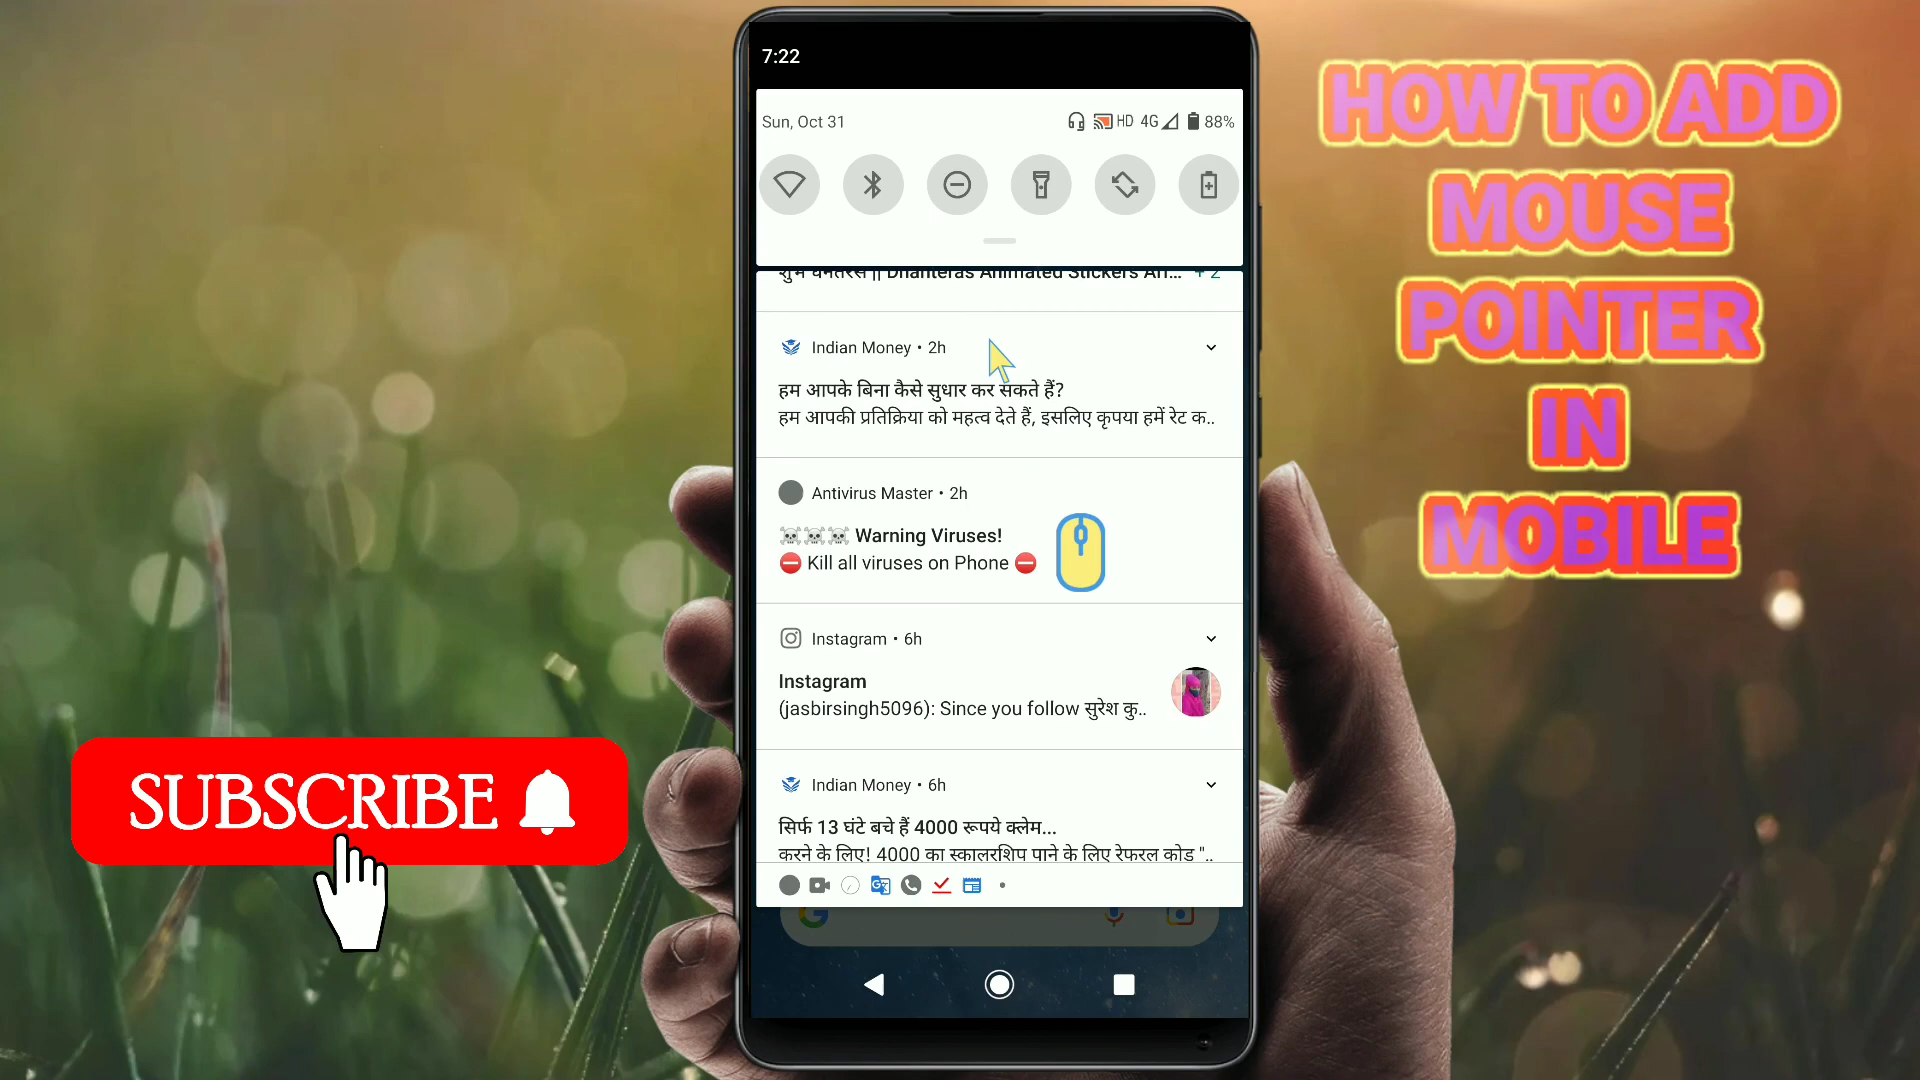 7:22
Sun, Oct 31
HD 4G 88%
शुभ धनतेरस || Dhanteras Animated Stickers An... + 2
Indian Money • 2h
हम आपके बिना कैसे सुधार कर सकते हैं?
हम आपकी प्रतिक्रिया को महत्व देते हैं, इसलिए कृपया हमें रेट क..
Antivirus Master • 2h
☠☠☠ Warning Viruses!
⛔ Kill all viruses on Phone ⛔
Instagram • 6h
Instagram
(jasbirsingh5096): Since you follow सुरेश कु..
Indian Money • 6h
सिर्फ 13 घंटे बचे हैं 4000 रूपये क्लेम...
करने के लिए! 4000 का स्कालरशिप पाने के लिए रेफरल कोड "..
HOW TO ADD
MOUSE
POINTER
IN
MOBILE
SUBSCRIBE